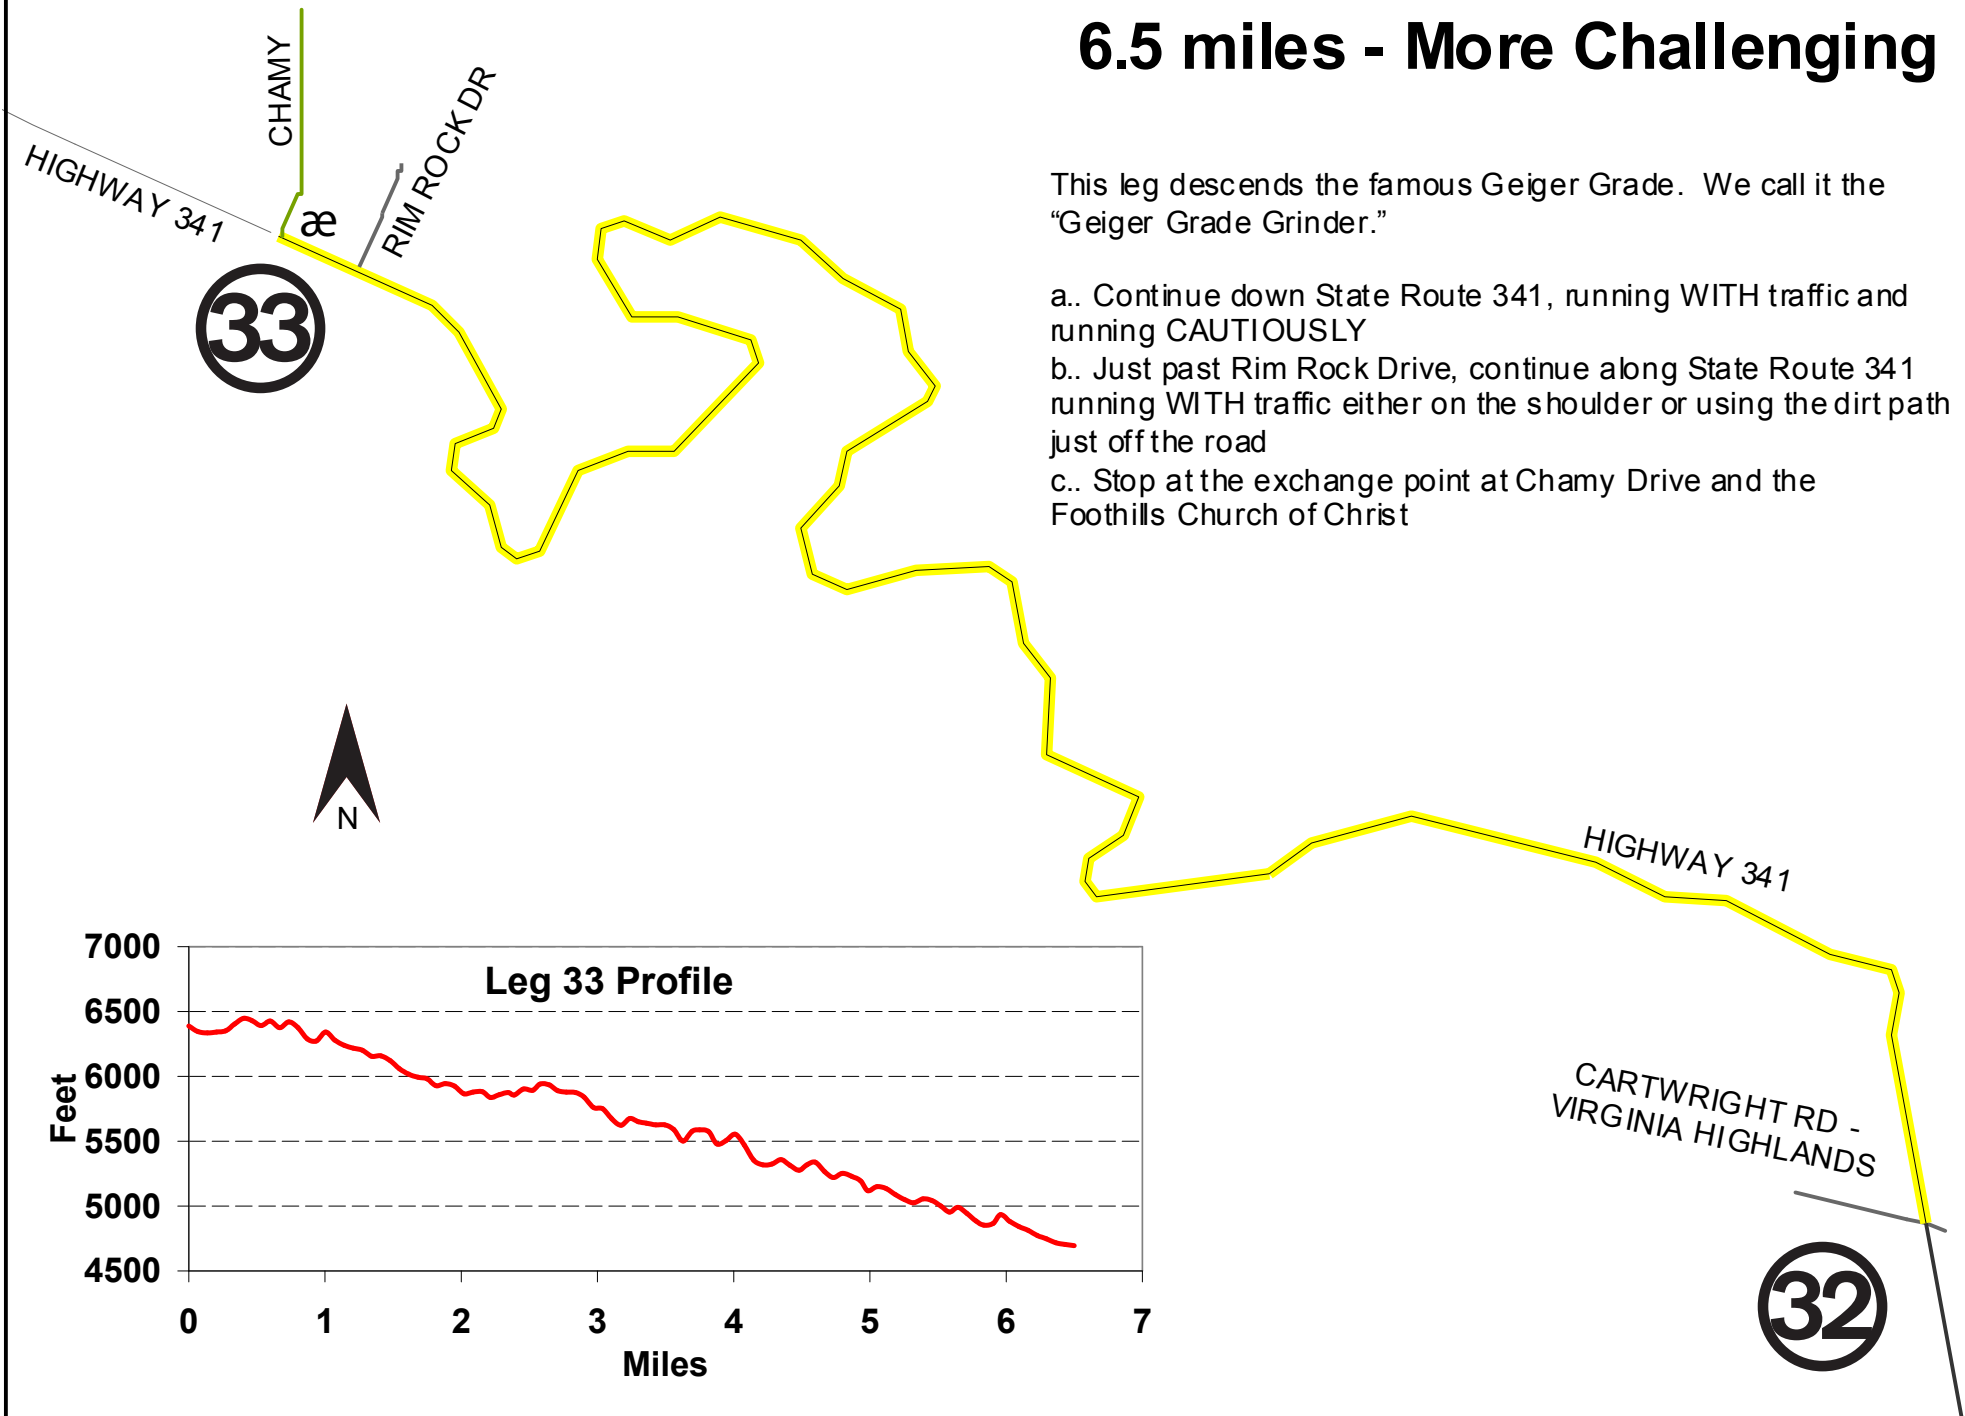 6.5 miles - More Challenging
CHAMY
RIM ROCK DR
HIGHWAY 341
æ
33
This leg descends the famous Geiger Grade. We call it the
“Geiger Grade Grinder.”
a.. Continue down State Route 341, running WITH traffic and
running CAUTIOUSLY
b.. Just past Rim Rock Drive, continue along State Route 341
running WITH traffic either on the shoulder or using the dirt path
just off the road
c.. Stop at the exchange point at Chamy Drive and the
Foothills Church of Christ
N
HIGHWAY 341
CARTWRIGHT RD -
VIRGINIA HIGHLANDS
32
Leg 33 Profile
Feet
7000
6500
6000
5500
5000
4500
0 1 2 3 4 5 6 7
Miles